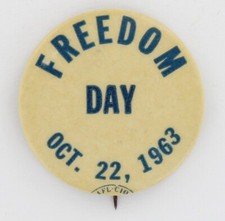 FREEDOM
DAY
OCT. 22, 1963
AFL-CIO